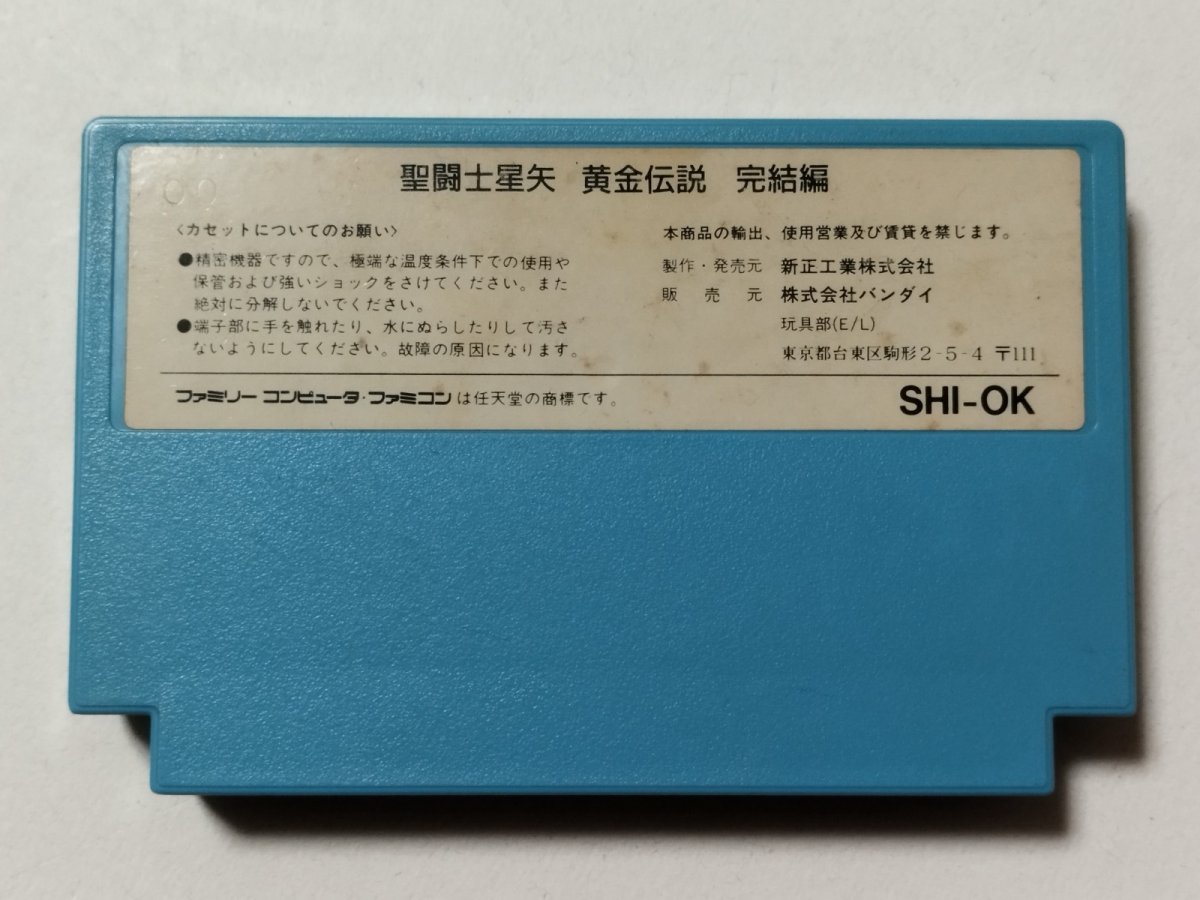 聖闘士星矢 黄金伝説 完結編
〈カセットについてのお願い〉
●精密機器ですので、極端な温度条件下での使用や
保管および強いショックをさけてください。また
絶対に分解しないでください。
●端子部に手を触れたり、水にぬらしたりして汚さ
ないようにしてください。故障の原因になります。
本商品の輸出、使用営業及び賃貸を禁じます。
製作・発売元 新正工業株式会社
販売元 株式会社バンダイ
玩具部(E/L)
東京都台東区駒形2-5-4 〒111
ファミリーコンピュータ・ファミコンは任天堂の商標です。
SHI-OK